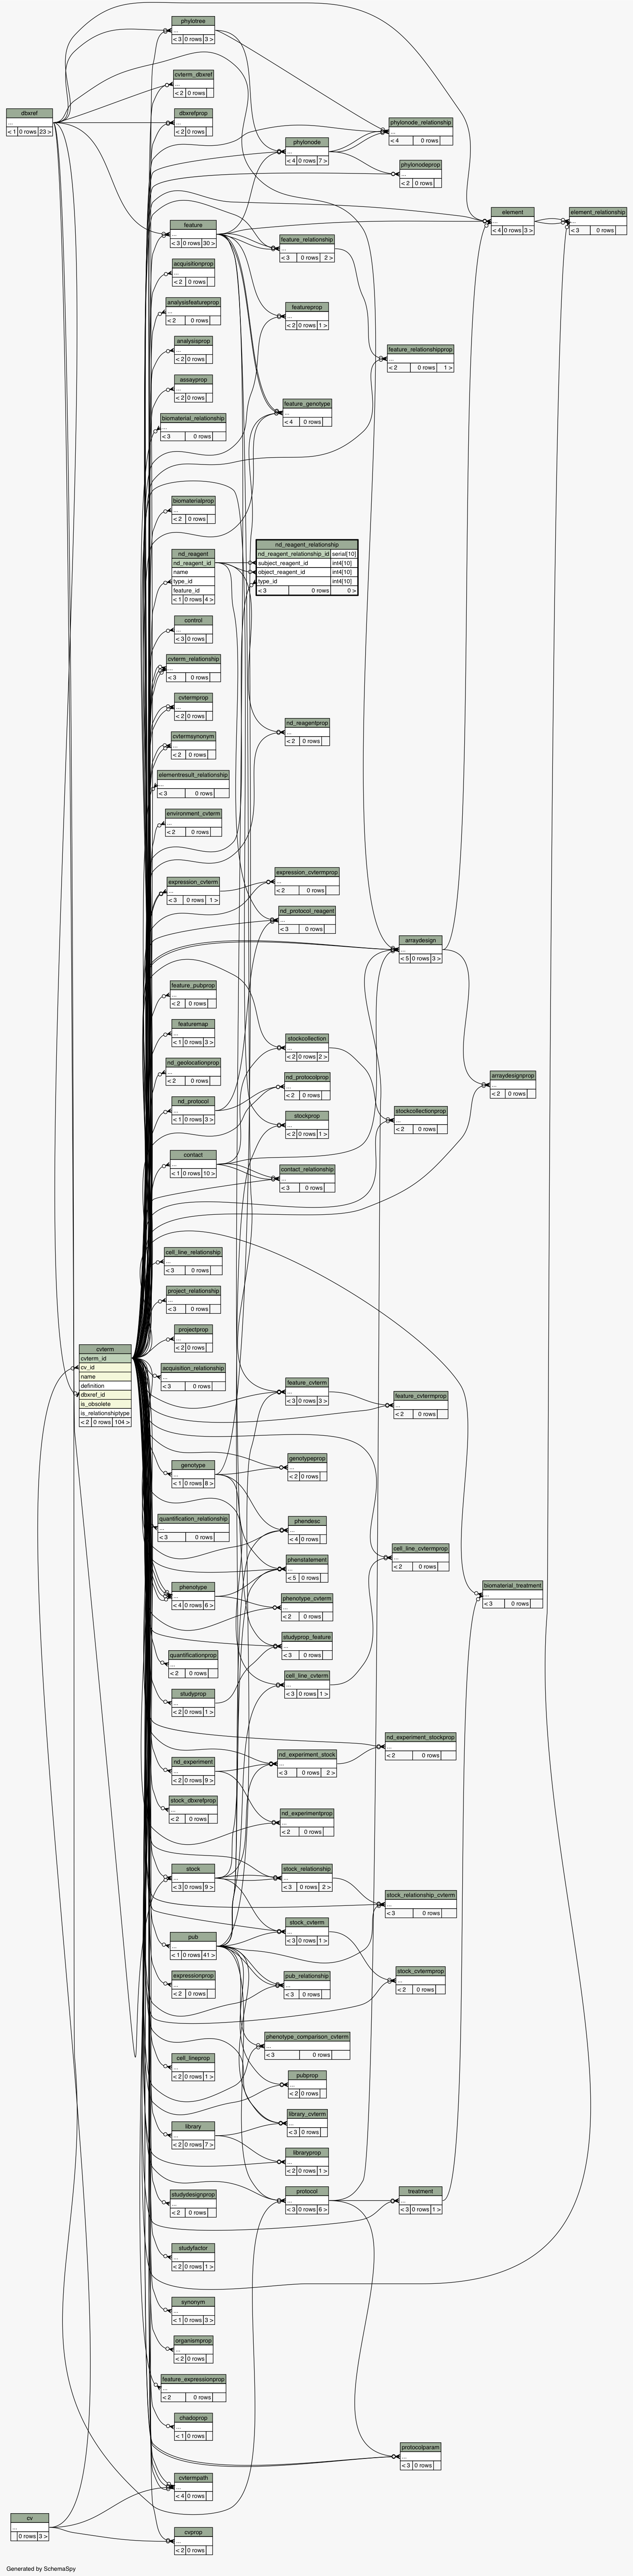 phylotree
...
< 3 0 rows 3 >
cvterm_dbxref
...
< 2 0 rows
dbxref
...
< 1 0 rows 23 >
dbxrefprop
...
< 2 0 rows
phylonode_relationship
...
< 4 0 rows
phylonode
...
< 4 0 rows 7 >
phylonodeprop
...
< 2 0 rows
element
...
< 4 0 rows 3 >
element_relationship
...
< 3 0 rows
feature
...
< 3 0 rows 30 >
feature_relationship
...
< 3 0 rows 2 >
acquisitionprop
...
< 2 0 rows
analysisfeatureprop
...
< 2 0 rows
featureprop
...
< 2 0 rows 1 >
analysisprop
...
< 2 0 rows
feature_relationshipprop
...
< 2 0 rows 1 >
assayprop
...
< 2 0 rows
feature_genotype
...
< 4 0 rows
biomaterial_relationship
...
< 3 0 rows
biomaterialprop
...
< 2 0 rows
nd_reagent
nd_reagent_id
name
type_id
feature_id
< 1 0 rows 4 >
nd_reagent_relationship
nd_reagent_relationship_id serial[10]
subject_reagent_id int4[10]
object_reagent_id int4[10]
type_id int4[10]
< 3 0 rows 0 >
control
...
< 3 0 rows
cvterm_relationship
...
< 3 0 rows
cvtermprop
...
< 2 0 rows
nd_reagentprop
...
< 2 0 rows
cvtermsynonym
...
< 2 0 rows
elementresult_relationship
...
< 3 0 rows
environment_cvterm
...
< 2 0 rows
expression_cvterm
...
< 3 0 rows 1 >
expression_cvtermprop
...
< 2 0 rows
nd_protocol_reagent
...
< 3 0 rows
arraydesign
...
< 5 0 rows 3 >
feature_pubprop
...
< 2 0 rows
featuremap
...
< 1 0 rows 3 >
stockcollection
...
< 2 0 rows 2 >
nd_geolocationprop
...
< 2 0 rows
nd_protocolprop
...
< 2 0 rows
arraydesignprop
...
< 2 0 rows
nd_protocol
...
< 1 0 rows 3 >
stockprop
...
< 2 0 rows 1 >
stockcollectionprop
...
< 2 0 rows
contact
...
< 1 0 rows 10 >
contact_relationship
...
< 3 0 rows
cell_line_relationship
...
< 3 0 rows
project_relationship
...
< 3 0 rows
projectprop
...
< 2 0 rows
cvterm
cvterm_id
cv_id
name
definition
dbxref_id
is_obsolete
is_relationshiptype
< 2 0 rows 104 >
acquisition_relationship
...
< 3 0 rows
feature_cvterm
...
< 3 0 rows 3 >
feature_cvtermprop
...
< 2 0 rows
genotype
...
< 1 0 rows 8 >
genotypeprop
...
< 2 0 rows
quantification_relationship
...
< 3 0 rows
phendesc
...
< 4 0 rows
phenstatement
...
< 5 0 rows
cell_line_cvtermprop
...
< 2 0 rows
phenotype
...
< 4 0 rows 6 >
phenotype_cvterm
...
< 2 0 rows
biomaterial_treatment
...
< 3 0 rows
studyprop_feature
...
< 3 0 rows
quantificationprop
...
< 2 0 rows
cell_line_cvterm
...
< 3 0 rows 1 >
studyprop
...
< 2 0 rows 1 >
nd_experiment_stockprop
...
< 2 0 rows
nd_experiment
...
< 2 0 rows 9 >
nd_experiment_stock
...
< 3 0 rows 2 >
stock_dbxrefprop
...
< 2 0 rows
nd_experimentprop
...
< 2 0 rows
stock
...
< 3 0 rows 9 >
stock_relationship
...
< 3 0 rows 2 >
stock_relationship_cvterm
...
< 3 0 rows
stock_cvterm
...
< 3 0 rows 1 >
pub
...
< 1 0 rows 41 >
expressionprop
...
< 2 0 rows
pub_relationship
...
< 3 0 rows
stock_cvtermprop
...
< 2 0 rows
phenotype_comparison_cvterm
...
< 3 0 rows
cell_lineprop
...
< 2 0 rows 1 >
pubprop
...
< 2 0 rows
library_cvterm
...
< 3 0 rows
library
...
< 2 0 rows 7 >
libraryprop
...
< 2 0 rows 1 >
studydesignprop
...
< 2 0 rows
protocol
...
< 3 0 rows 6 >
treatment
...
< 3 0 rows 1 >
studyfactor
...
< 2 0 rows 1 >
synonym
...
< 1 0 rows 3 >
organismprop
...
< 2 0 rows
feature_expressionprop
...
< 2 0 rows
chadoprop
...
< 1 0 rows
protocolparam
...
< 3 0 rows
cvtermpath
...
< 4 0 rows
cv
...
0 rows 3 >
cvprop
...
< 2 0 rows
Generated by SchemaSpy